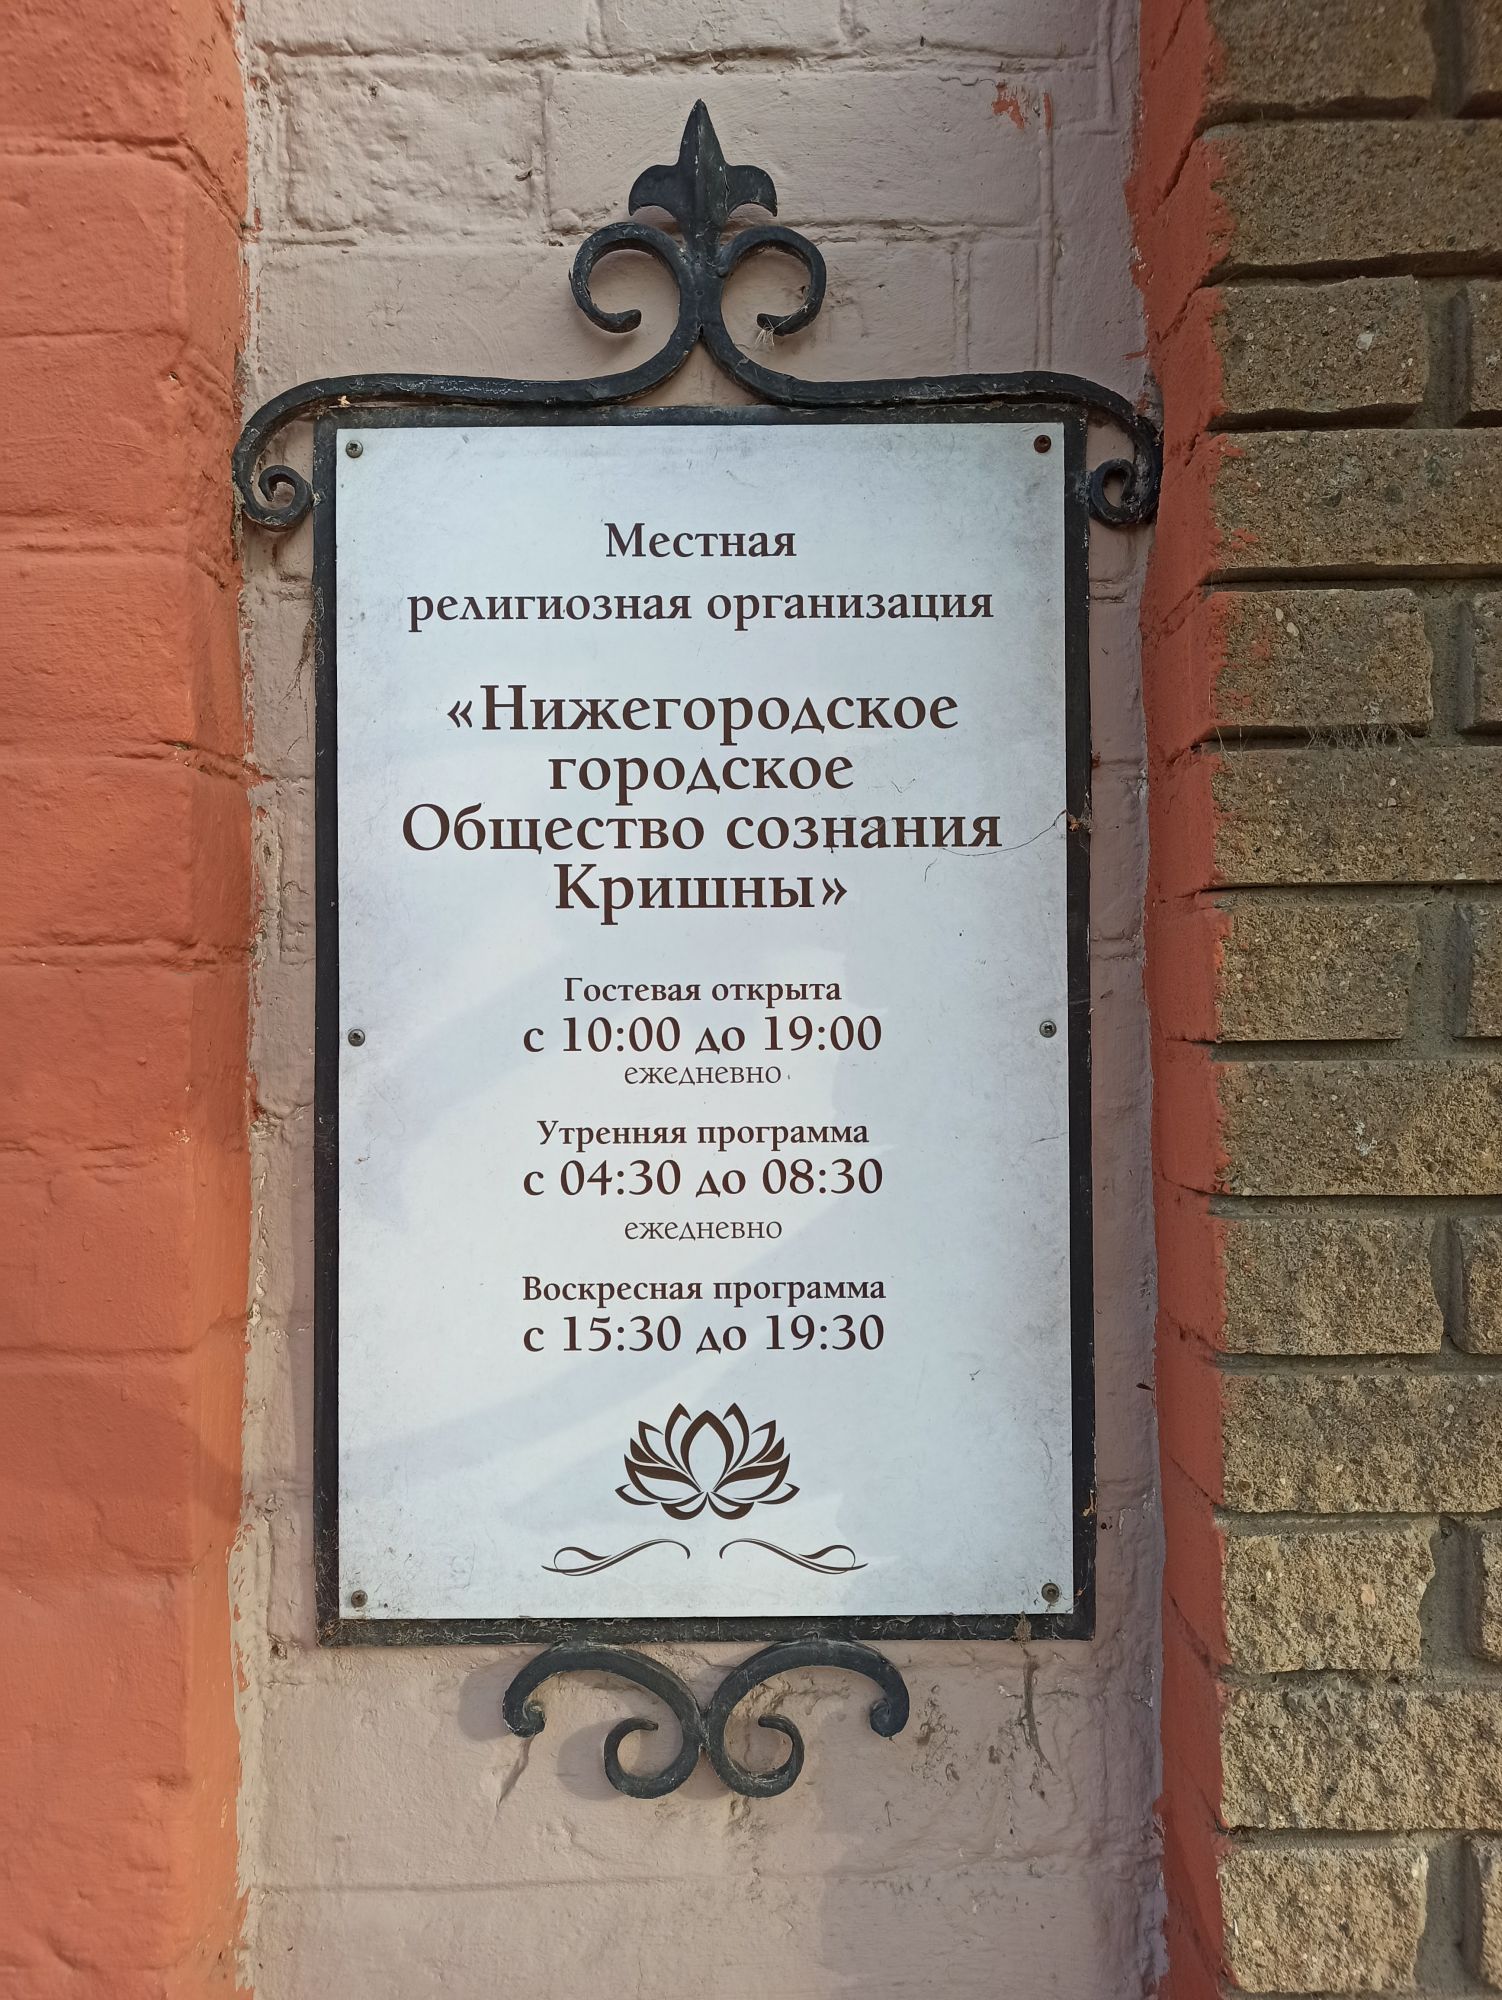 Местная
религиозная организация
«Нижегородское
городское
Общество сознания
Кришны»
Гостевая открыта
с 10:00 до 19:00
ежедневно
Утренняя программа
с 04:30 до 08:30
ежедневно
Воскресная программа
с 15:30 до 19:30